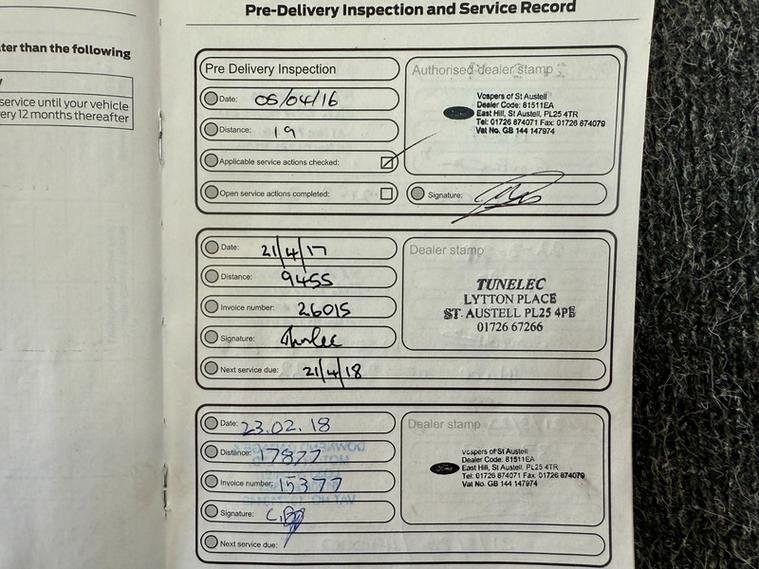 Pre-Delivery Inspection and Service Record
ater than the following
service until your vehicle
ery 12 months thereafter
Pre Delivery Inspection
Date: 05/04/16
Distance: 19
Applicable service actions checked:
Open service actions completed:
Authorised dealer stamp
Vospers of St Austell
Dealer Code: 81511EA
East Hill, St Austell, PL25 4TR
Tel: 01726 874071 Fax: 01726 874079
Vat No. GB 144 147974
Signature:
Date: 21/4/17
Distance: 9455
Invoice number: 26015
Signature:
Next service due: 21/4/18
Dealer stamp
TUNELEC
LYTTON PLACE
ST. AUSTELL PL25 4PE
01726 67266
Date: 23.02.18
Distance: 17877
Invoice number: 15377
Signature:
Next service due:
Dealer stamp
Vospers of St Austell
Dealer Code: 81511EA
East Hill, St Austell, PL25 4TR
Tel: 01726 874071 Fax: 01726 874079
Vat No. GB 144 147974